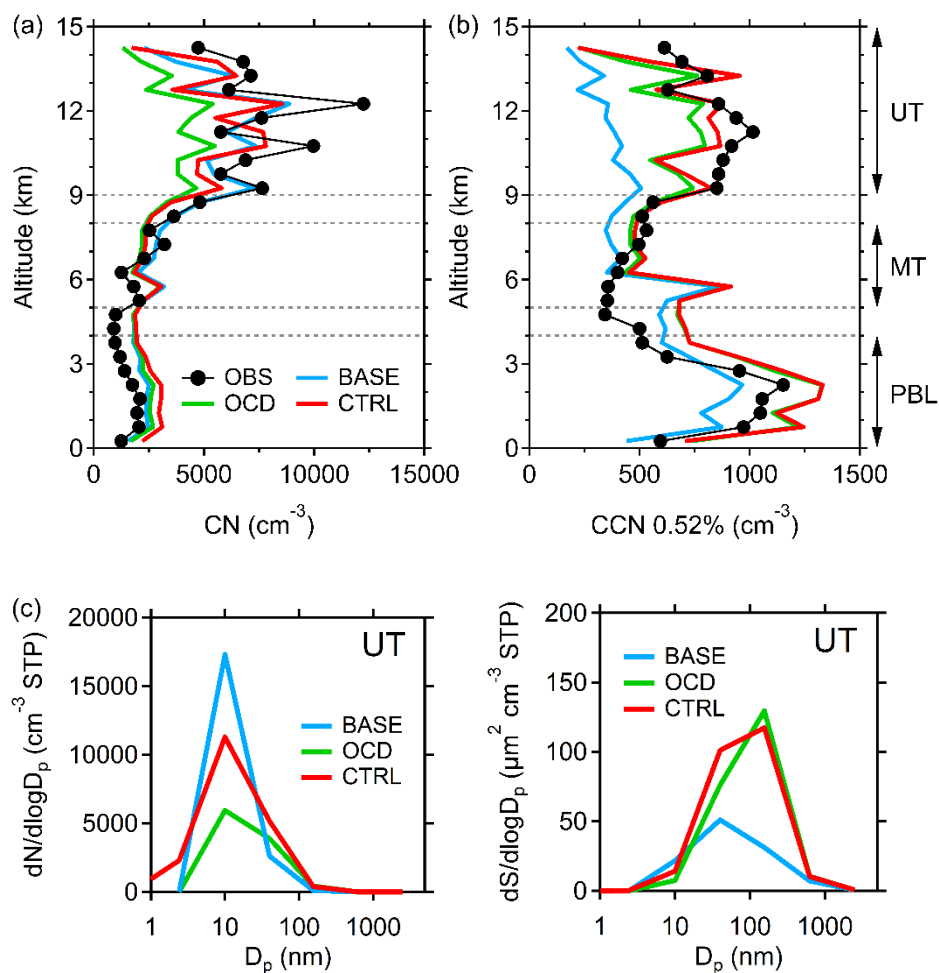 (a)
(b)
15
12
9
6
3
0
Altitude (km)
OBS
BASE
OCD
CTRL
0
5000
10000
15000
CN (cm⁻³)
15
12
9
6
3
0
Altitude (km)
UT
MT
PBL
0
500
1000
1500
CCN 0.52% (cm⁻³)
(c)
20000
15000
10000
5000
0
dN/dlogDₚ (cm⁻³ STP)
UT
BASE
OCD
CTRL
1
10
100
1000
Dₚ (nm)
200
150
100
50
0
dS/dlogDₚ (µm² cm⁻³ STP)
UT
BASE
OCD
CTRL
1
10
100
1000
Dₚ (nm)